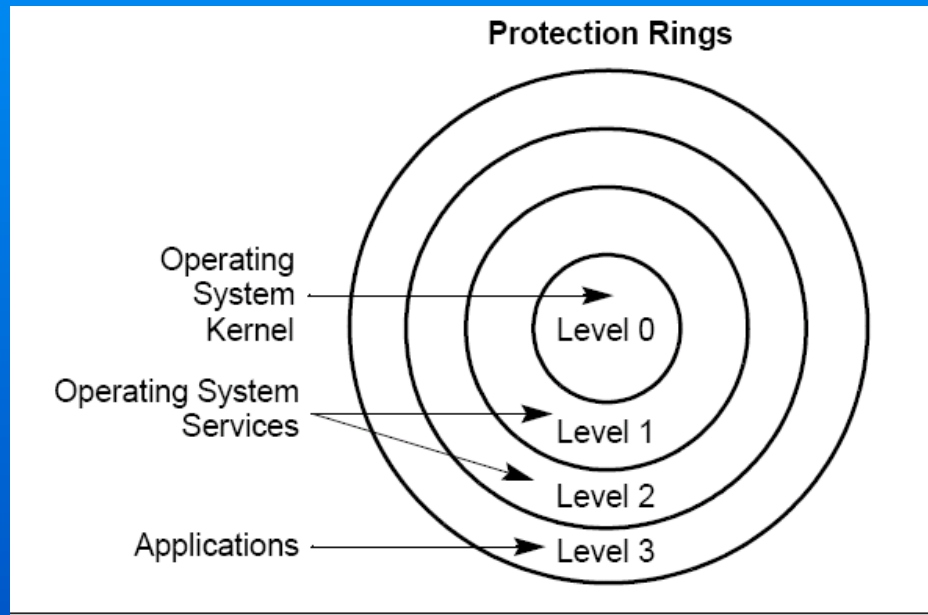 Protection Rings
Operating
System
Kernel
Level 0
Operating System
Services
Level 1
Level 2
Applications
Level 3